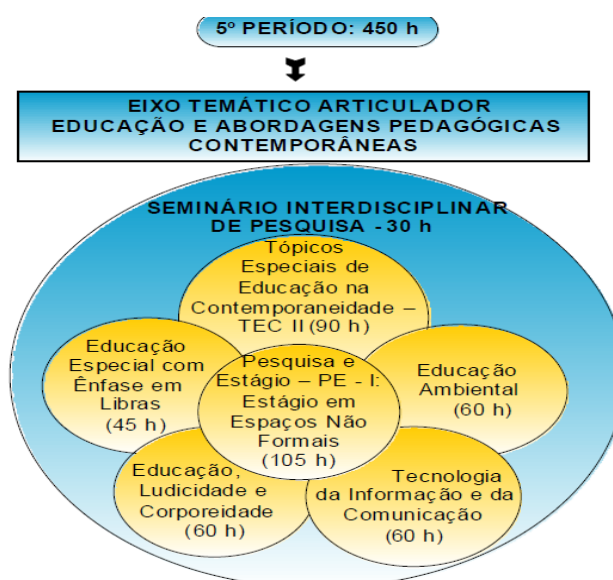 5º PERÍODO: 450 h
EIXO TEMÁTICO ARTICULADOR
EDUCAÇÃO E ABORDAGENS PEDAGÓGICAS
CONTEMPORÂNEAS
SEMINÁRIO INTERDISCIPLINAR
DE PESQUISA - 30 h
Tópicos
Especiais de
Educação na
Contemporaneidade –
TEC II (90 h)
Educação
Especial com
Ênfase em
Libras
(45 h)
Pesquisa e
Estágio – PE - I:
Estágio em
Espaços Não
Formais
(105 h)
Educação
Ambiental
(60 h)
Educação,
Ludicidade e
Corporeidade
(60 h)
Tecnologia
da Informação e da
Comunicação
(60 h)